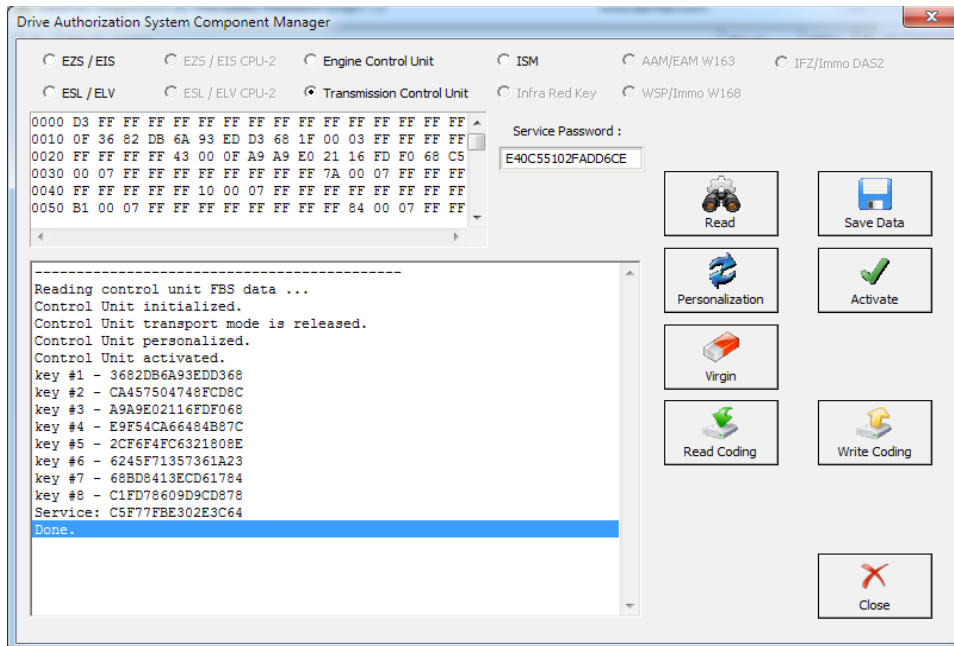 Drive Authorization System Component Manager
EZS / EIS
EZS / EIS CPU-2
Engine Control Unit
ISM
AAM/EAM W163
IFZ/Immo DAS2
ESL / ELV
ESL / ELV CPU-2
Transmission Control Unit
Infra Red Key
WSP/Immo W168
0000 D3 FF FF FF FF FF FF FF FF FF FF FF FF FF FF FF
0010 0F 36 82 DB 6A 93 ED D3 68 1F 00 03 FF FF FF FF
0020 FF FF FF FF 43 00 0F A9 A9 E0 21 16 FD F0 68 C5
0030 00 07 FF FF FF FF FF FF FF FF 7A 00 07 FF FF FF
0040 FF FF FF FF FF 10 00 07 FF FF FF FF FF FF FF FF
0050 B1 00 07 FF FF FF FF FF FF FF FF 84 00 07 FF FF
Service Password :
E40C55102FADD6CE
Read
Save Data
Personalization
Activate
Virgin
Read Coding
Write Coding
Close
---------------------------------------------
Reading control unit FBS data ...
Control Unit initialized.
Control Unit transport mode is released.
Control Unit personalized.
Control Unit activated.
key #1 - 3682DB6A93EDD368
key #2 - CA457504748FCD8C
key #3 - A9A9E02116FDF068
key #4 - E9F54CA66484B87C
key #5 - 2CF6F4FC6321808E
key #6 - 6245F71357361A23
key #7 - 68BD8413ECD61784
key #8 - C1FD78609D9CD878
Service: C5F77FBE302E3C64
Done.